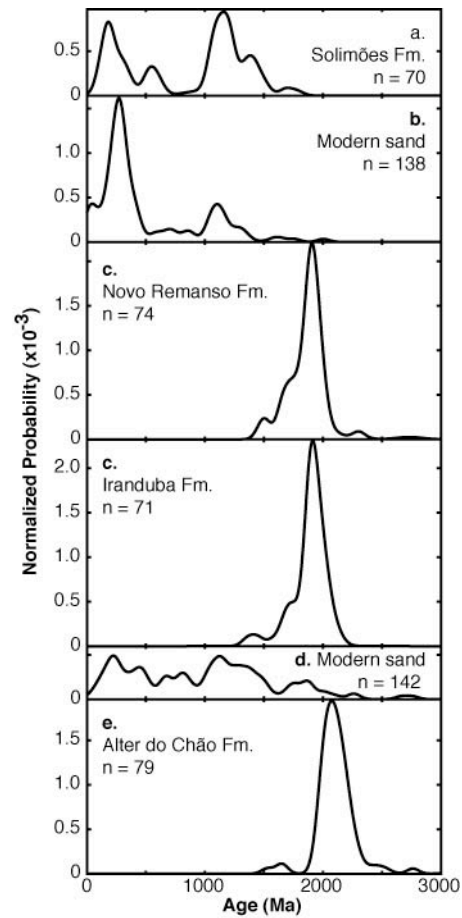 a.
Solimões Fm.
n = 70
0.5
0
b.
Modern sand
n = 138
1.0
0.5
0
c.
Novo Remanso Fm.
n = 74
1.5
1.0
0.5
0
c.
Iranduba Fm.
n = 71
2.0
1.5
1.0
0.5
0
d. Modern sand
n = 142
0
e.
Alter do Chão Fm.
n = 79
1.5
1.0
0.5
0
0 1000 2000 3000
Age (Ma)
Normalized Probability (x10⁻³)